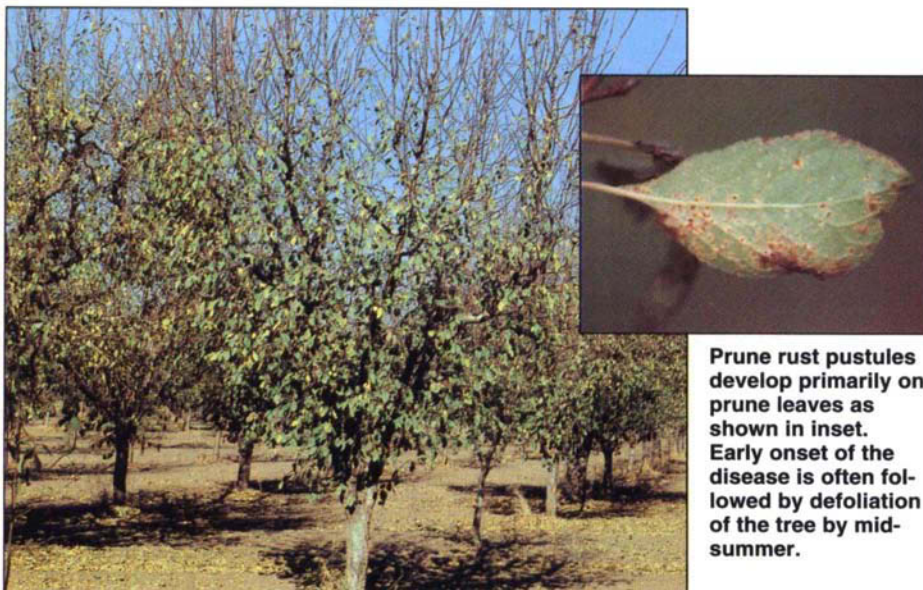 Prune rust pustules
develop primarily on
prune leaves as
shown in inset.
Early onset of the
disease is often fol-
lowed by defoliation
of the tree by mid-
summer.